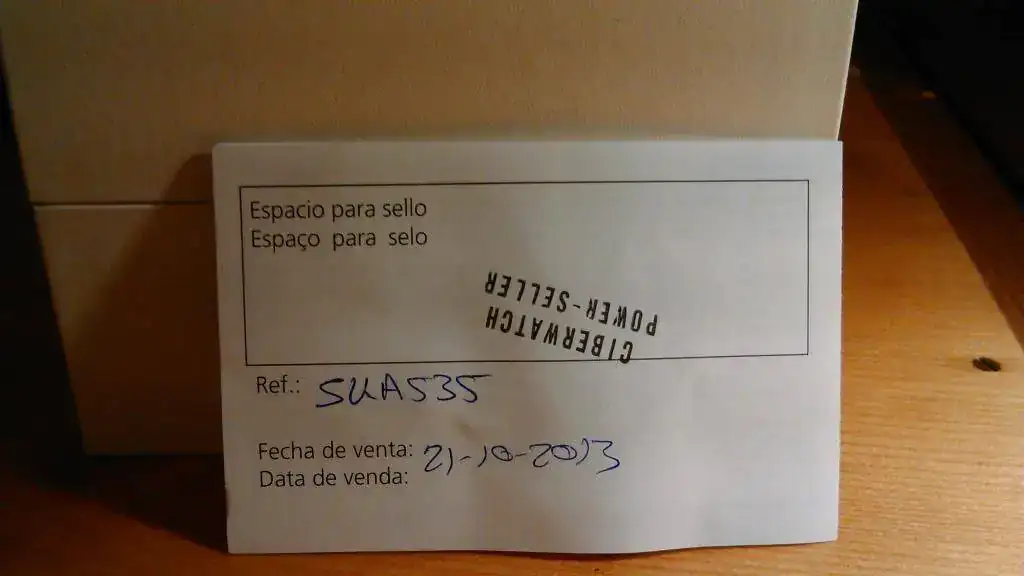 Espacio para sello
Espaço para selo
CIBERWATCH
POWER-SELLER
Ref.: SUA535
Fecha de venta: 21-10-2013
Data de venda: